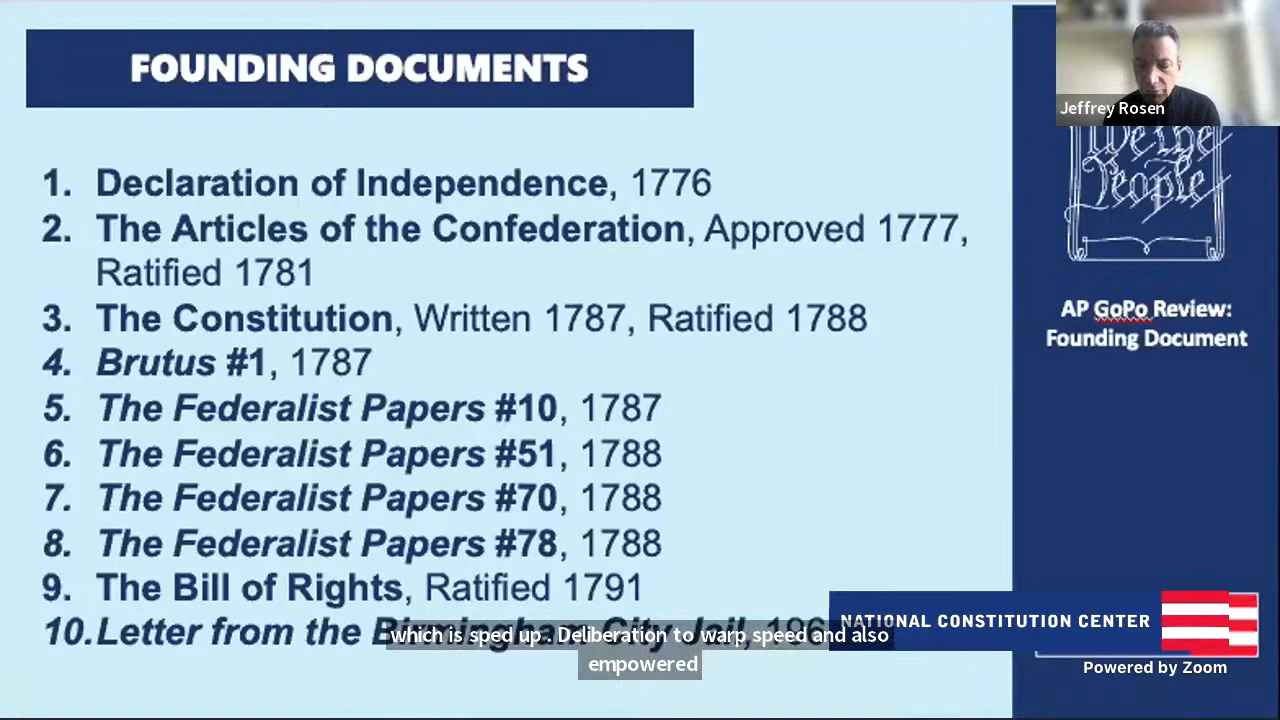 FOUNDING DOCUMENTS
1. Declaration of Independence, 1776
2. The Articles of the Confederation, Approved 1777,
Ratified 1781
3. The Constitution, Written 1787, Ratified 1788
4. Brutus #1, 1787
5. The Federalist Papers #10, 1787
6. The Federalist Papers #51, 1788
7. The Federalist Papers #70, 1788
8. The Federalist Papers #78, 1788
9. The Bill of Rights, Ratified 1791
10. Letter from the Birmingham City Jail, 196
which is sped up . Deliberation to warp speed and also
empowered
Jeffrey Rosen
We the
People
AP GoPo Review:
Founding Document
NATIONAL CONSTITUTION CENTER
Powered by Zoom